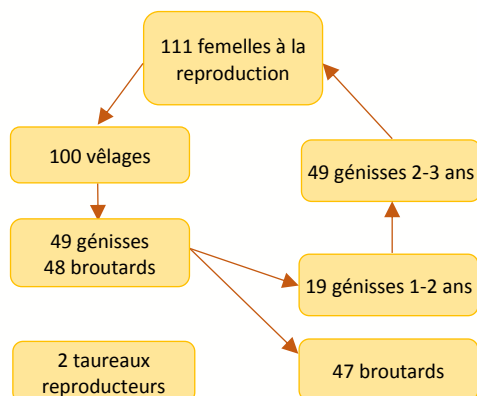 111 femelles à la
reproduction
100 vêlages
49 génisses 2-3 ans
49 génisses
48 broutards
19 génisses 1-2 ans
2 taureaux
reproducteurs
47 broutards